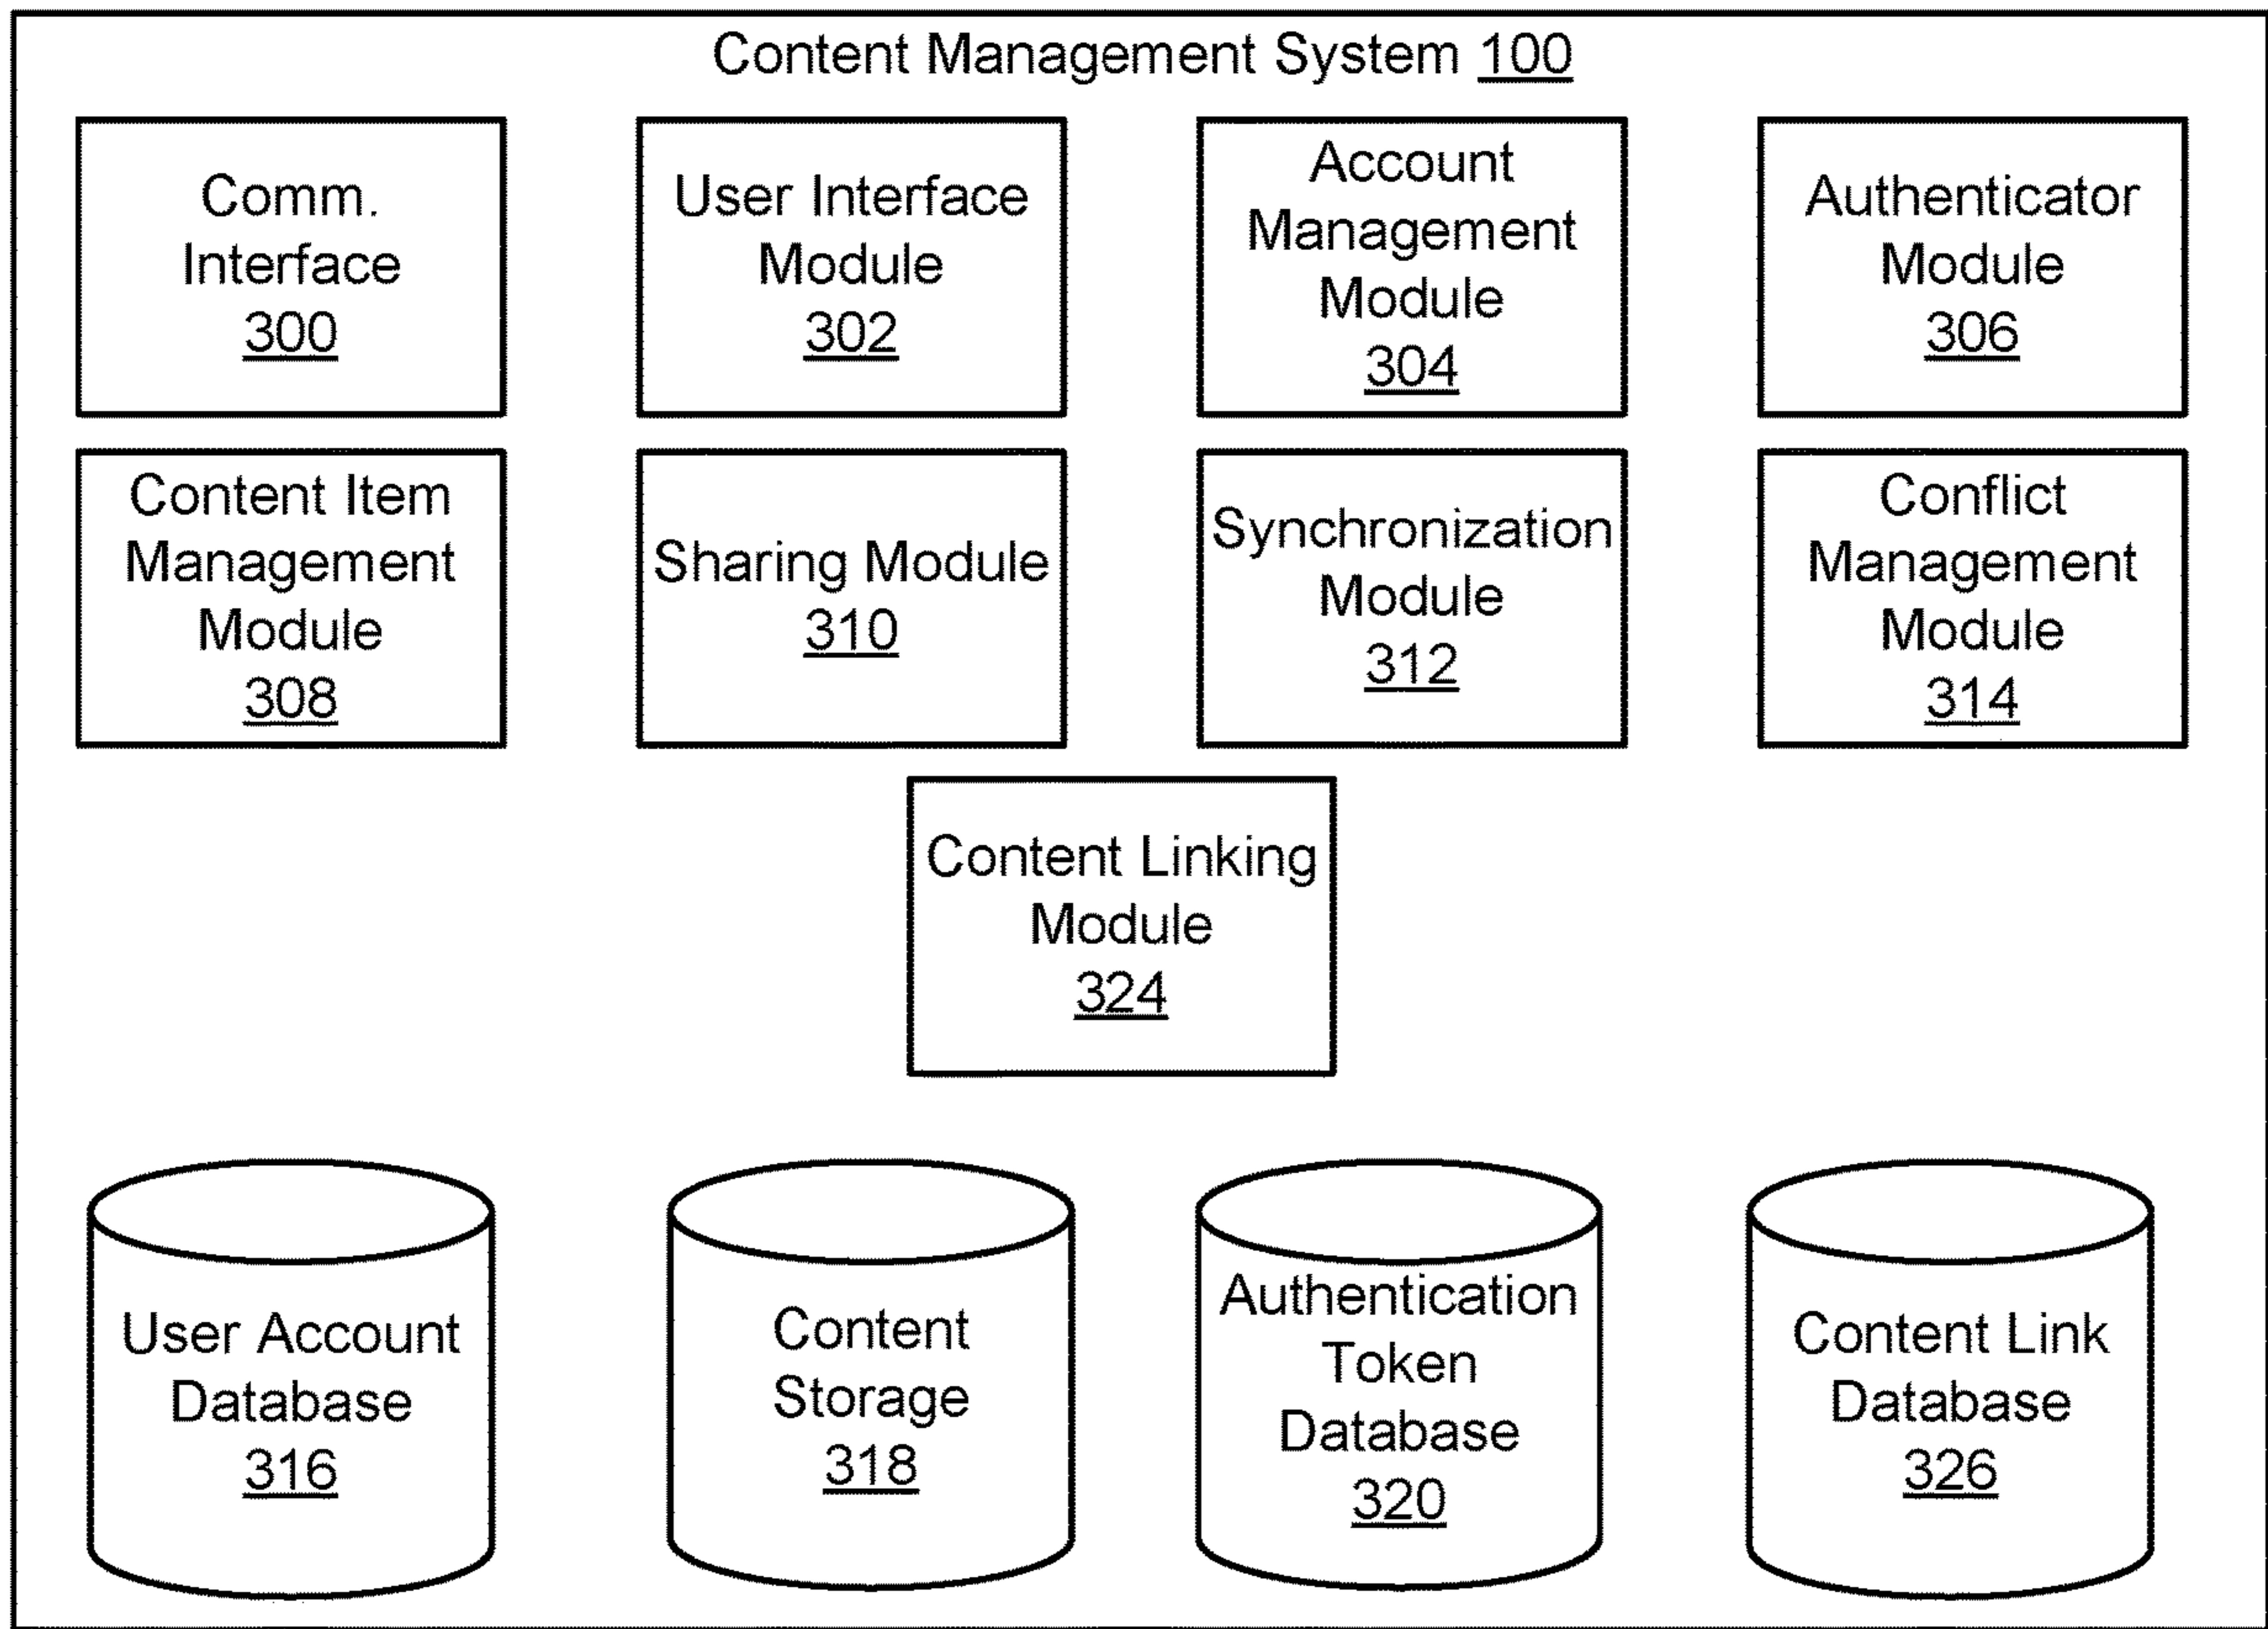 Content Management System 100
Comm.
Interface
300
User Interface
Module
302
Account
Management
Module
304
Authenticator
Module
306
Content Item
Management
Module
308
Sharing Module
310
Synchronization
Module
312
Conflict
Management
Module
314
Content Linking
Module
324
User Account
Database
316
Content
Storage
318
Authentication
Token
Database
320
Content Link
Database
326